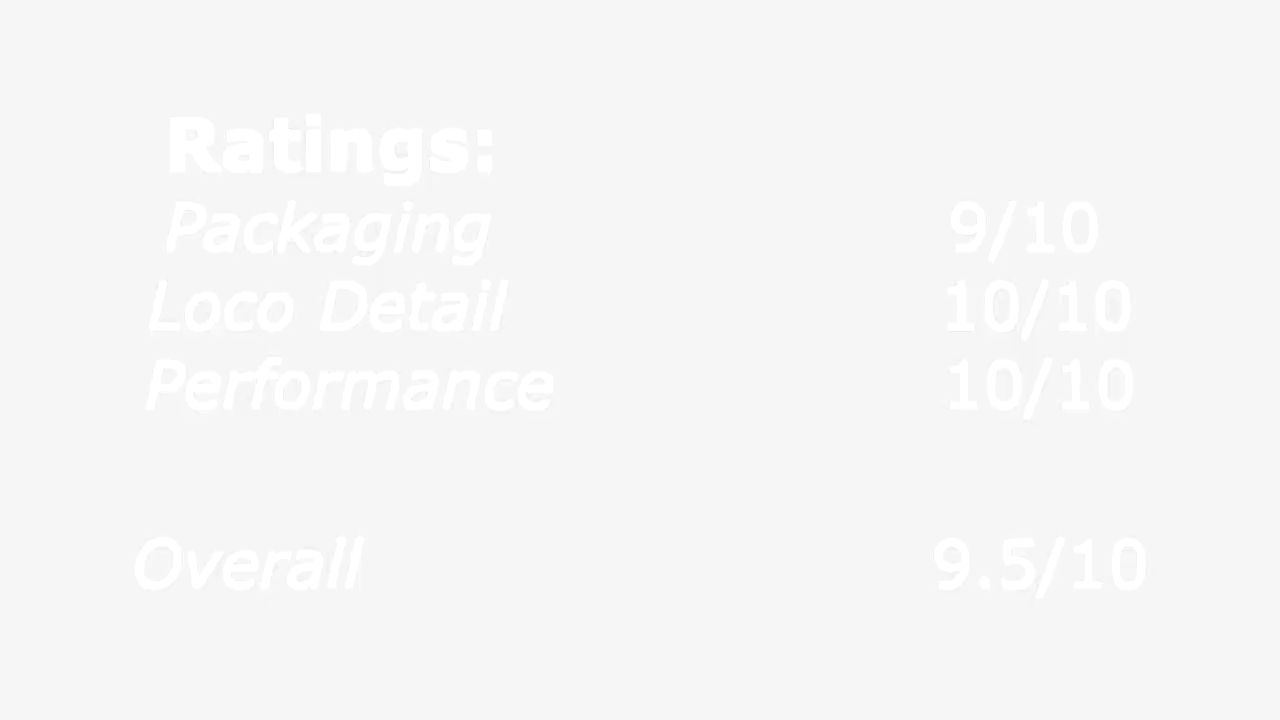 Ratings:
Packaging 9/10
Loco Detail 10/10
Performance 10/10
Overall 9.5/10